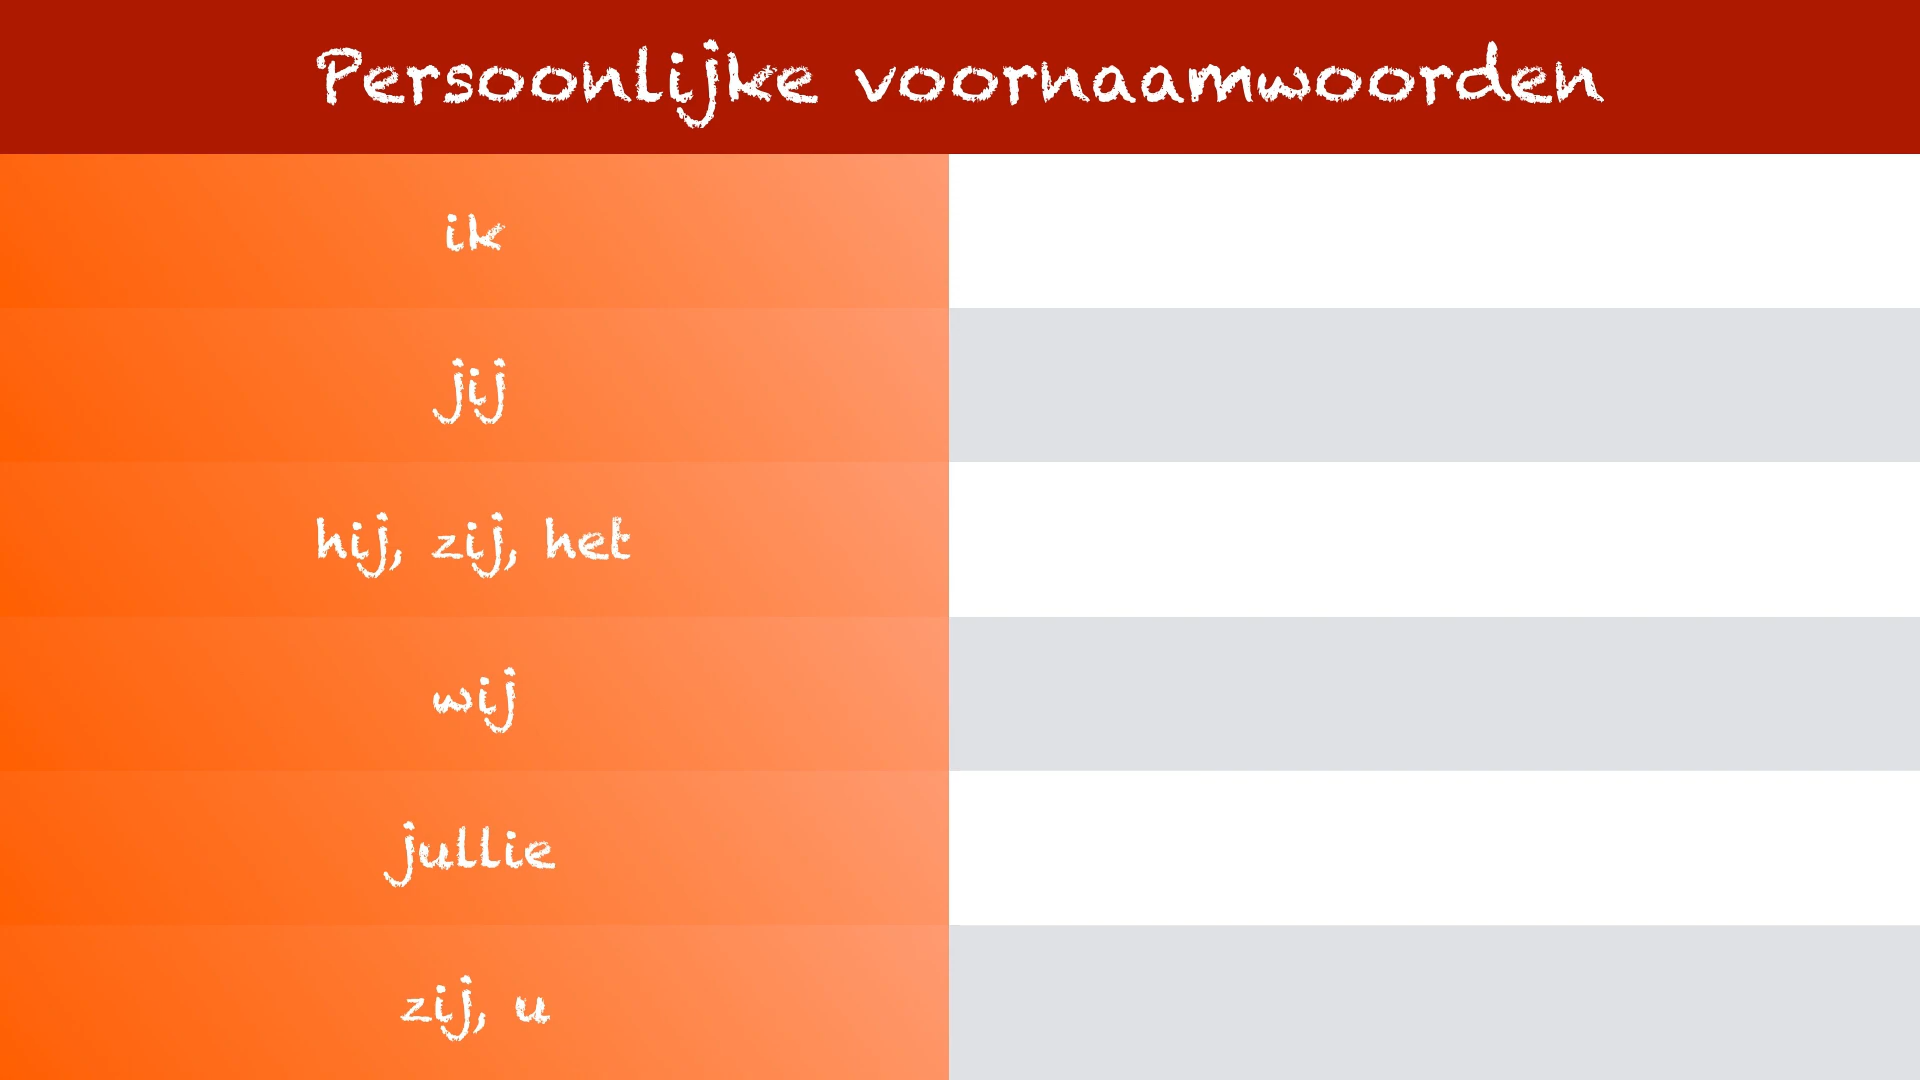 Persoonlijke voornaamwoorden
ik
jij
hij, zij, het
wij
jullie
zij, u